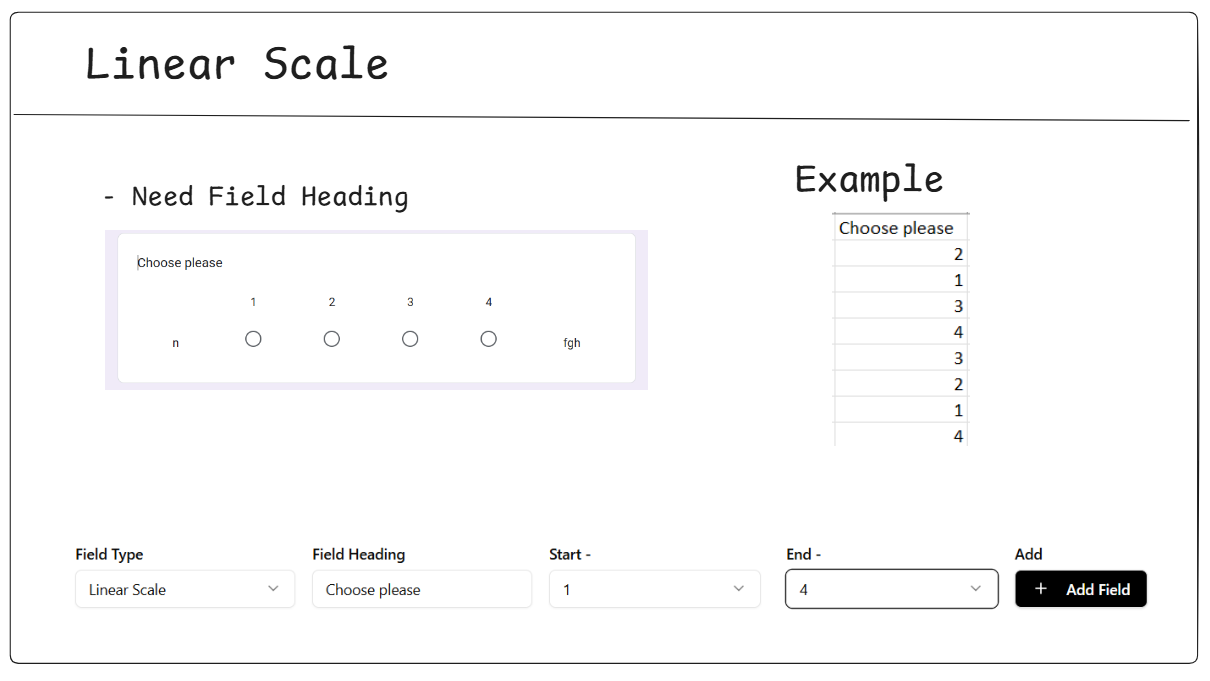 Linear Scale
- Need Field Heading
Choose please
1 2 3 4
n fgh
Example
Choose please
2
1
3
4
3
2
1
4
Field Type Field Heading Start - End - Add
Linear Scale Choose please 1 4 + Add Field